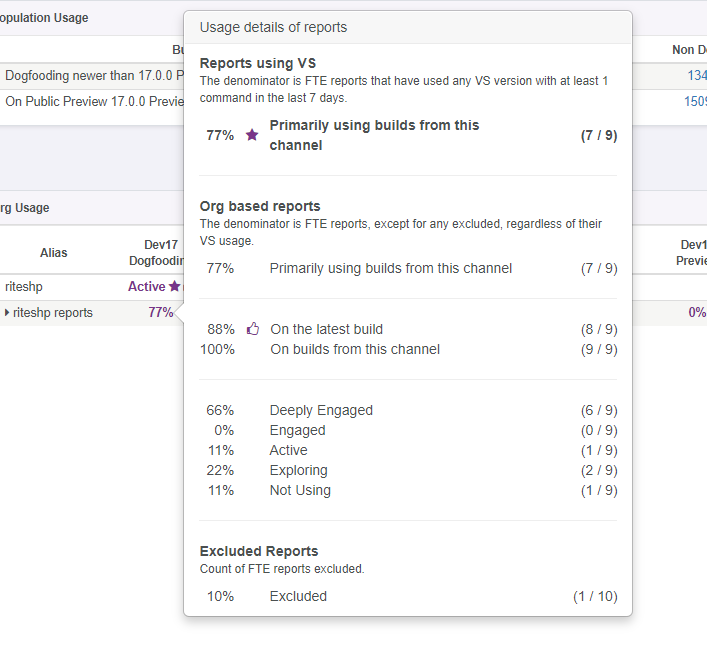 opulation Usage
Usage details of reports
Bu
Non D
Reports using VS
The denominator is FTE reports that have used any VS version with at least 1
command in the last 7 days.
Dogfooding newer than 17.0.0 P
134
On Public Preview 17.0.0 Previe
1509
77% Primarily using builds from this
channel (7 / 9)
rg Usage
Org based reports
The denominator is FTE reports, except for any excluded, regardless of their
VS usage.
Alias
Dev17
Dogfoodin
Dev1
Previe
77% Primarily using builds from this channel (7 / 9)
riteshp Active
riteshp reports 77%
0%
88% On the latest build (8 / 9)
100% On builds from this channel (9 / 9)
66% Deeply Engaged (6 / 9)
0% Engaged (0 / 9)
11% Active (1 / 9)
22% Exploring (2 / 9)
11% Not Using (1 / 9)
Excluded Reports
Count of FTE reports excluded.
10% Excluded (1 / 10)